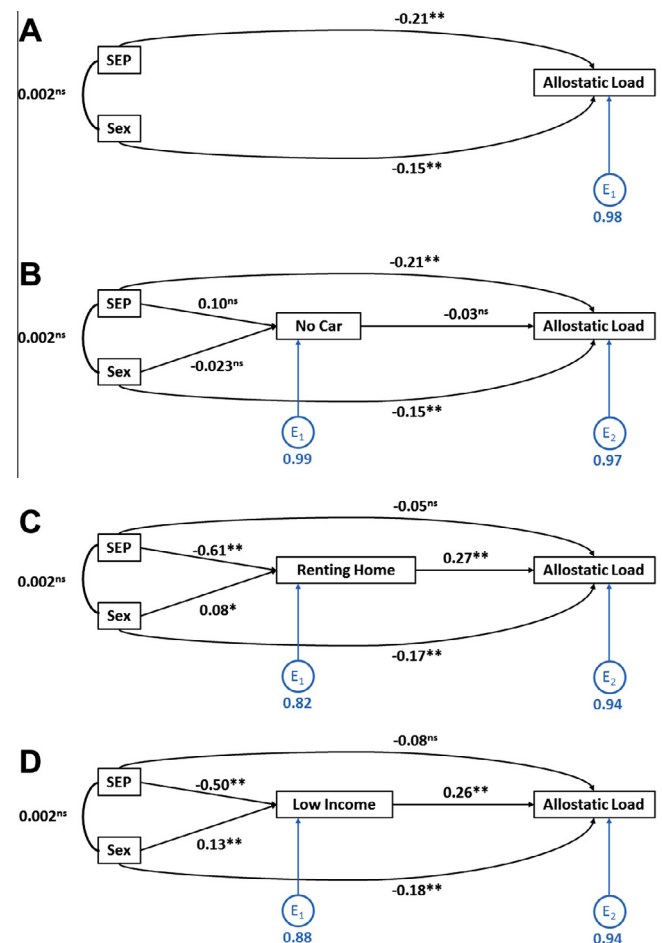 A
-0.21**
SEP
0.002ⁿˢ
Allostatic Load
Sex
-0.15**
E₁
0.98
B
-0.21**
SEP
0.10ⁿˢ
0.002ⁿˢ
No Car
-0.03ⁿˢ
Allostatic Load
-0.023ⁿˢ
Sex
-0.15**
E₁
E₂
0.99
0.97
C
-0.05ⁿˢ
SEP
-0.61**
0.002ⁿˢ
Renting Home
0.27**
Allostatic Load
0.08*
Sex
-0.17**
E₁
E₂
0.82
0.94
D
-0.08ⁿˢ
SEP
-0.50**
0.002ⁿˢ
Low Income
0.26**
Allostatic Load
0.13**
Sex
-0.18**
E₁
E₂
0.88
0.94